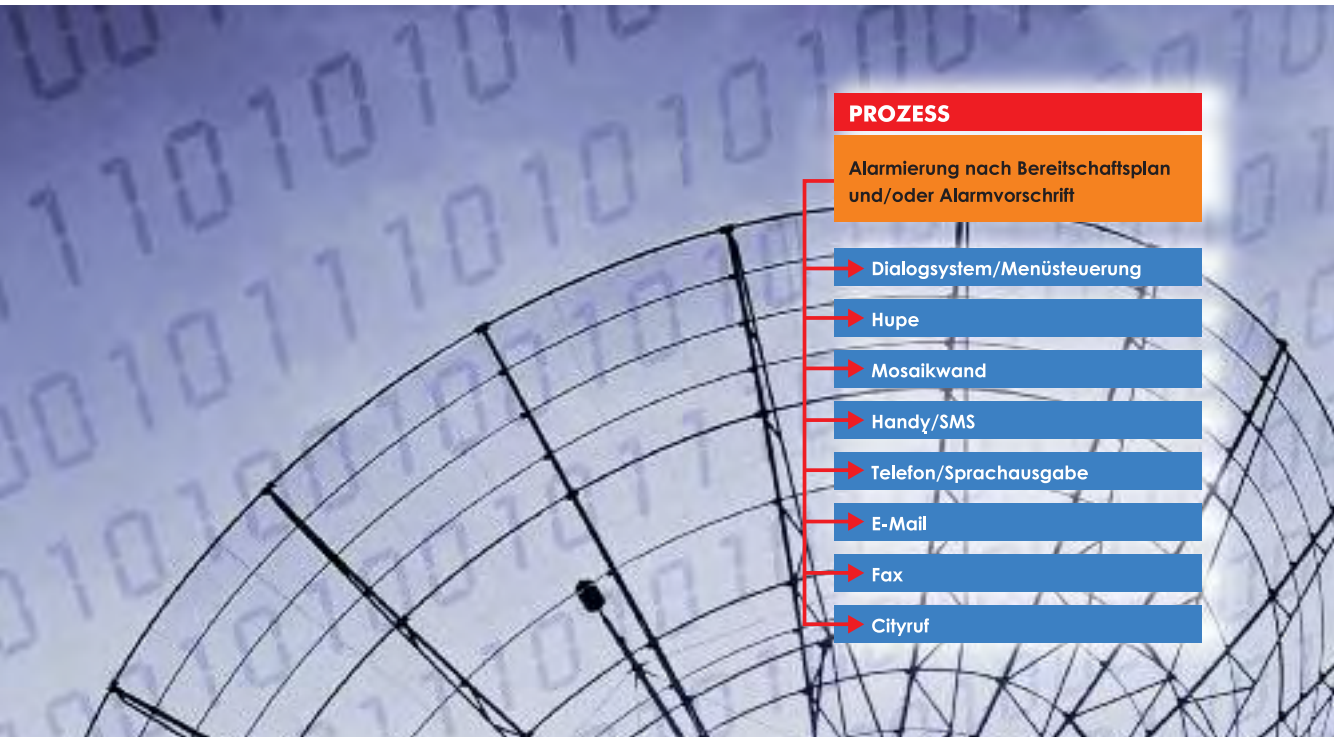 PROZESS
Alarmierung nach Bereitschaftsplan
und/oder Alarmvorschrift
Dialogsystem/Menüsteuerung
Hupe
Mosaikwand
Handy/SMS
Telefon/Sprachausgabe
E-Mail
Fax
Cityruf